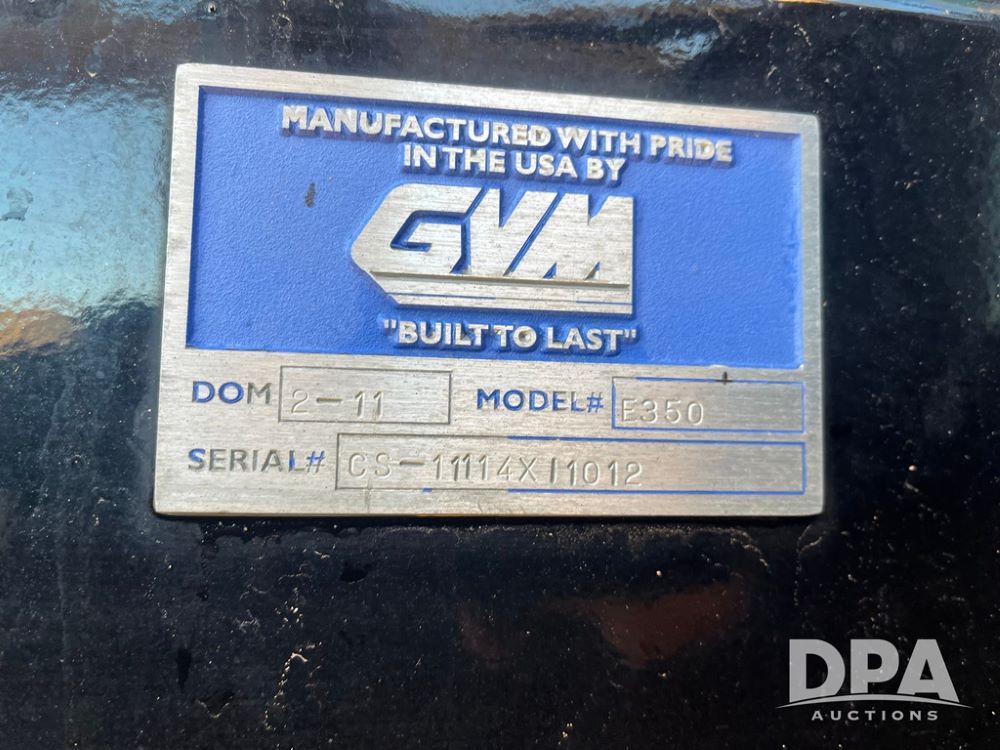 MANUFACTURED WITH PRIDE
IN THE USA BY
GVM
"BUILT TO LAST"
DOM 2-11 MODEL# E350
SERIAL# CS-11114X11012
DPA
AUCTIONS